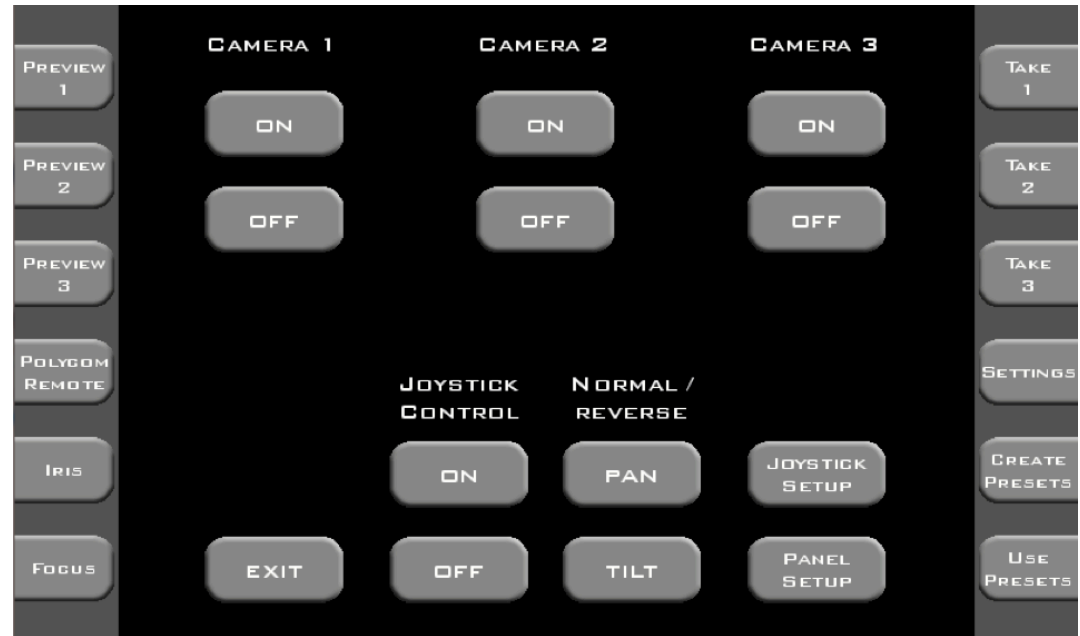 Preview
1
Preview
2
Preview
3
Polycom
Remote
Iris
Focus
Camera 1
Camera 2
Camera 3
ON
ON
ON
OFF
OFF
OFF
Joystick
Control
Normal /
reverse
ON
PAN
Joystick
Setup
EXIT
OFF
TILT
Panel
Setup
Take
1
Take
2
Take
3
Settings
Create
Presets
Use
Presets